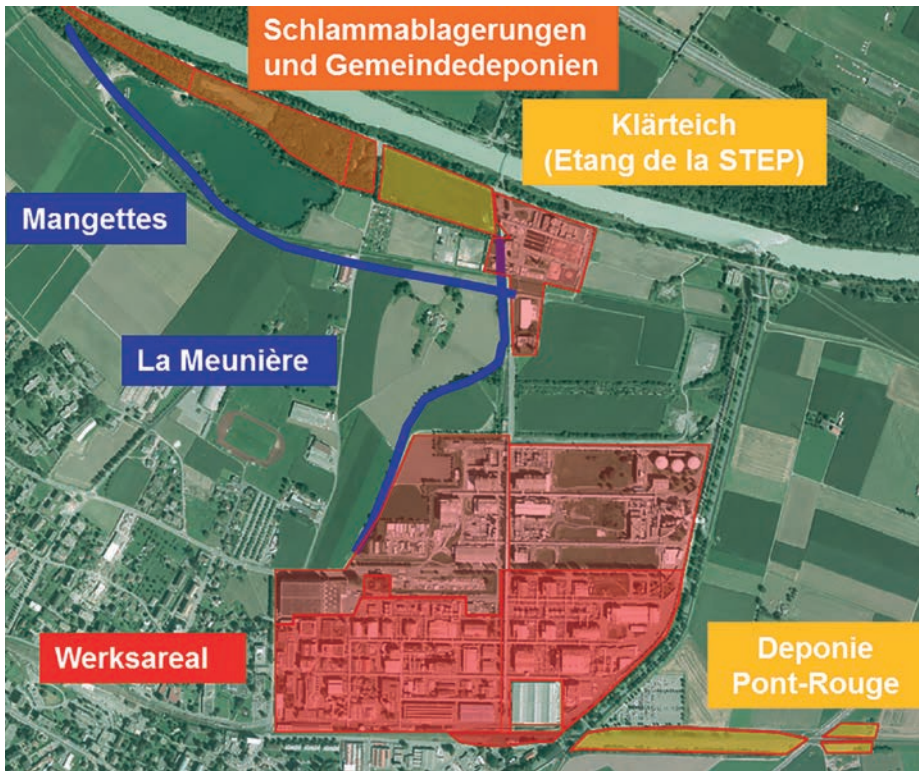 Schlammablagerungen
und Gemeindedeponien
Klärteich
(Etang de la STEP)
Mangettes
La Meunière
Werksareal
Deponie
Pont-Rouge